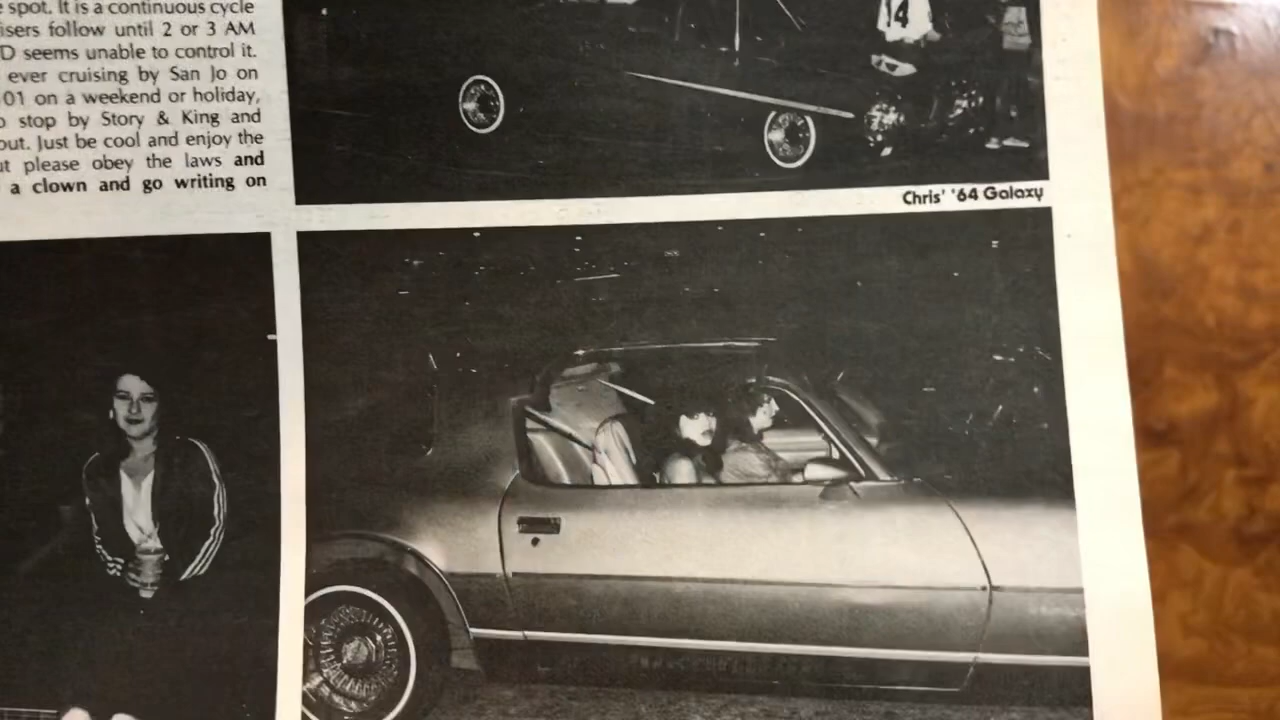 spot. It is a continuous cycle
isers follow until 2 or 3 AM
D seems unable to control it.
ever cruising by San Jo on
01 on a weekend or holiday,
stop by Story & King and
out. Just be cool and enjoy the
ut please obey the laws and
a clown and go writing on
14
Chris' '64 Galaxy